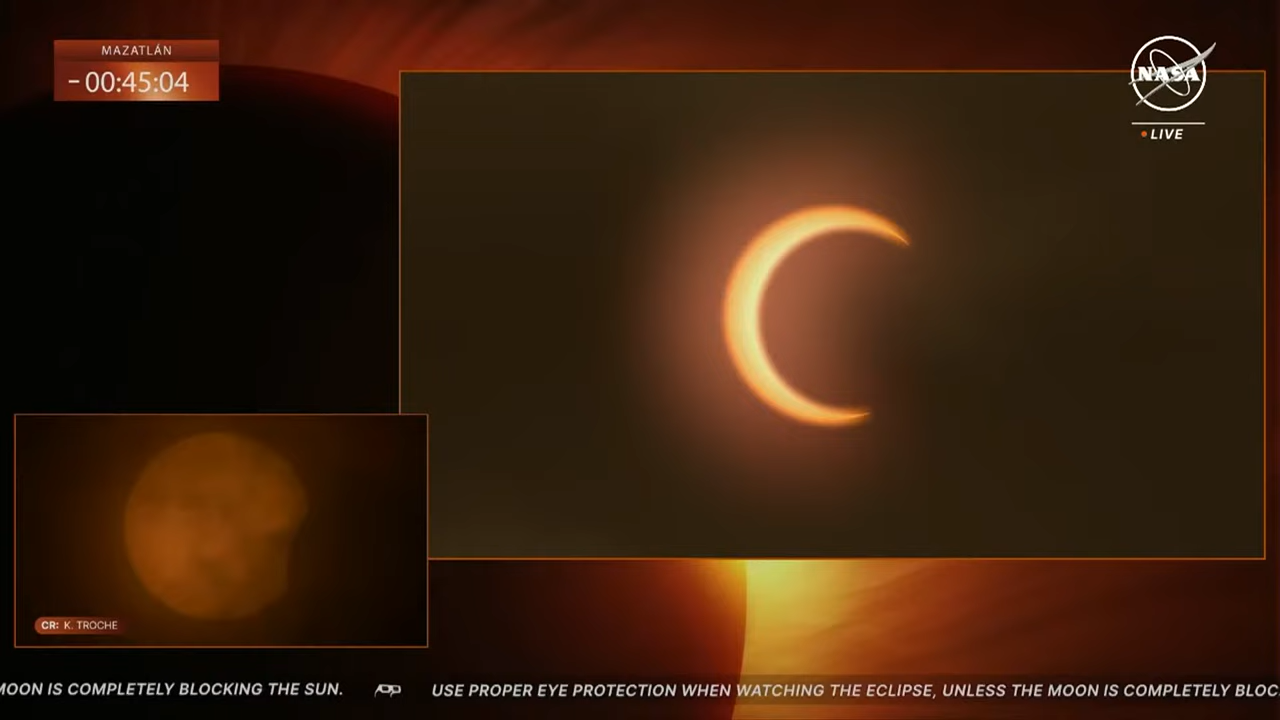 MAZATLÁN
-00:45:04
NASA
LIVE
CR: K. TROCHE
MOON IS COMPLETELY BLOCKING THE SUN. USE PROPER EYE PROTECTION WHEN WATCHING THE ECLIPSE, UNLESS THE MOON IS COMPLETELY BLOC